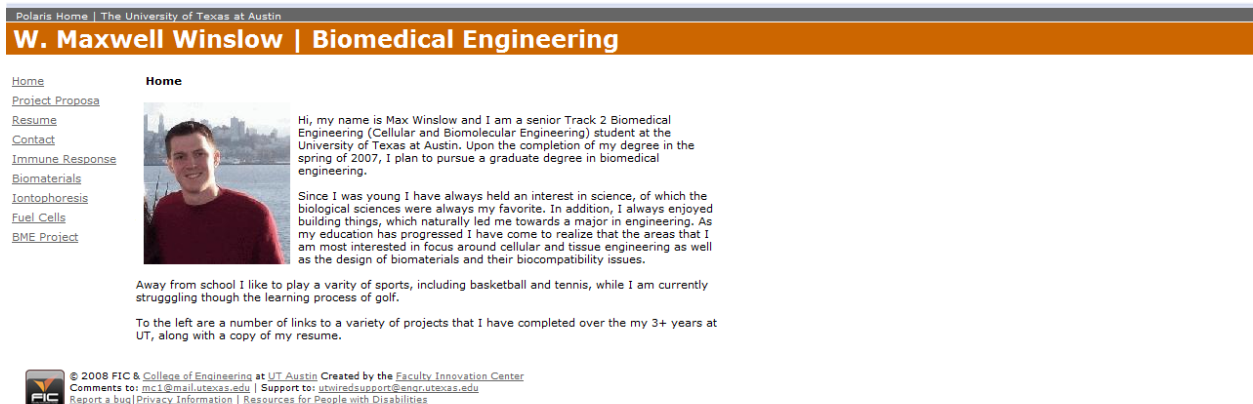 Polaris Home | The University of Texas at Austin
W. Maxwell Winslow | Biomedical Engineering
Home
Project Proposa
Resume
Contact
Immune Response
Biomaterials
Iontophoresis
Fuel Cells
BME Project
Home
Hi, my name is Max Winslow and I am a senior Track 2 Biomedical
Engineering (Cellular and Biomolecular Engineering) student at the
University of Texas at Austin. Upon the completion of my degree in the
spring of 2007, I plan to pursue a graduate degree in biomedical
engineering.
Since I was young I have always held an interest in science, of which the
biological sciences were always my favorite. In addition, I always enjoyed
building things, which naturally led me towards a major in engineering. As
my education has progressed I have come to realize that the areas that I
am most interested in focus around cellular and tissue engineering as well
as the design of biomaterials and their biocompatibility issues.
Away from school I like to play a varity of sports, including basketball and tennis, while I am currently
strugggling though the learning process of golf.
To the left are a number of links to a variety of projects that I have completed over the my 3+ years at
UT, along with a copy of my resume.
FIC
© 2008 FIC & College of Engineering at UT Austin Created by the Faculty Innovation Center
Comments to: mc1@mail.utexas.edu | Support to: utwiredsupport@engr.utexas.edu
Report a bug|Privacy Information | Resources for People with Disabilities